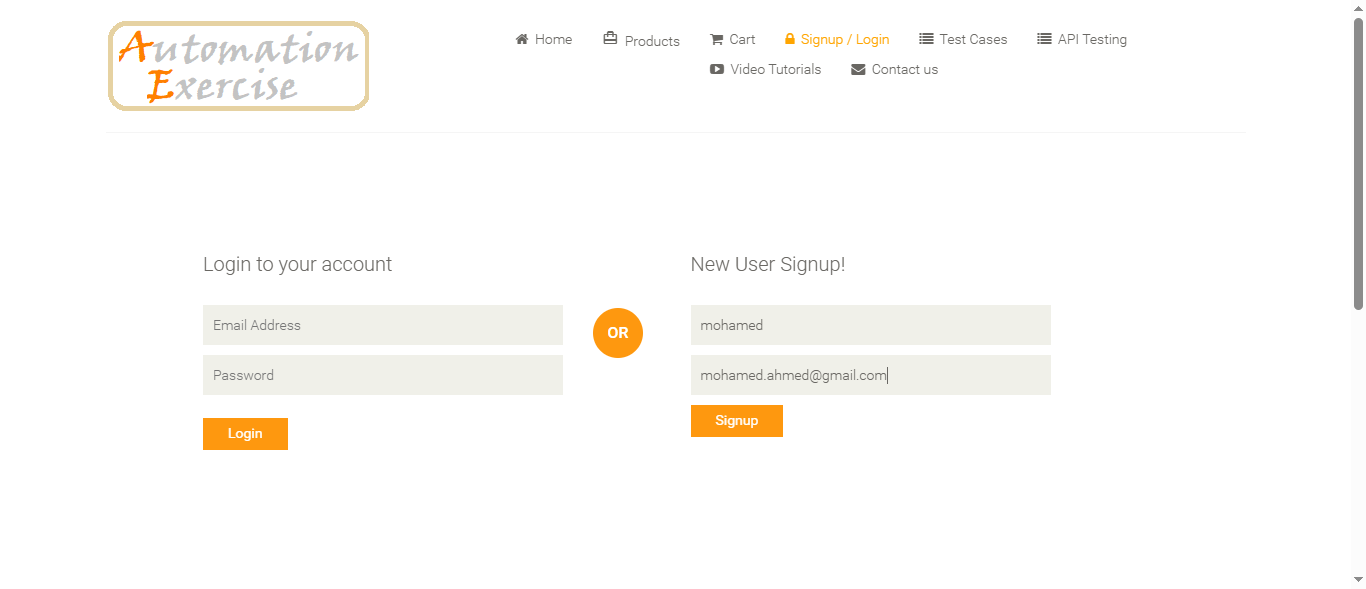 Automation
Exercise
Home Products Cart Signup / Login Test Cases API Testing
Video Tutorials Contact us
Login to your account
Email Address
Password
Login
OR
New User Signup!
mohamed
mohamed.ahmed@gmail.com
Signup